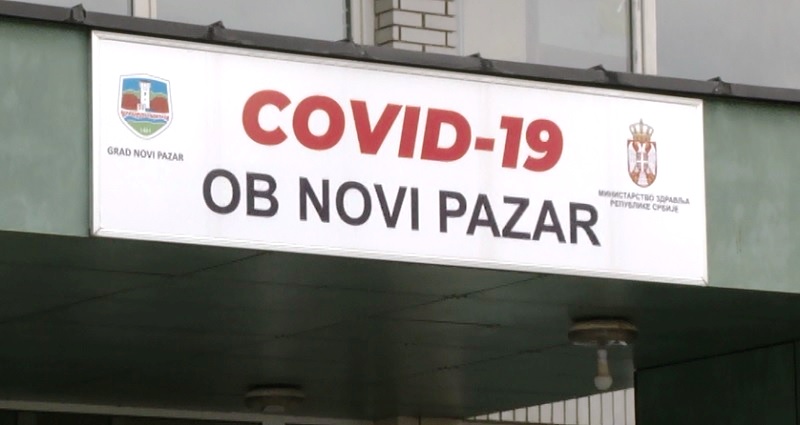 COVID-19
OB NOVI PAZAR
GRAD NOVI PAZAR
МИНИСТАРСТВО ЗДРАВЉА
РЕПУБЛИКЕ СРБИЈЕ